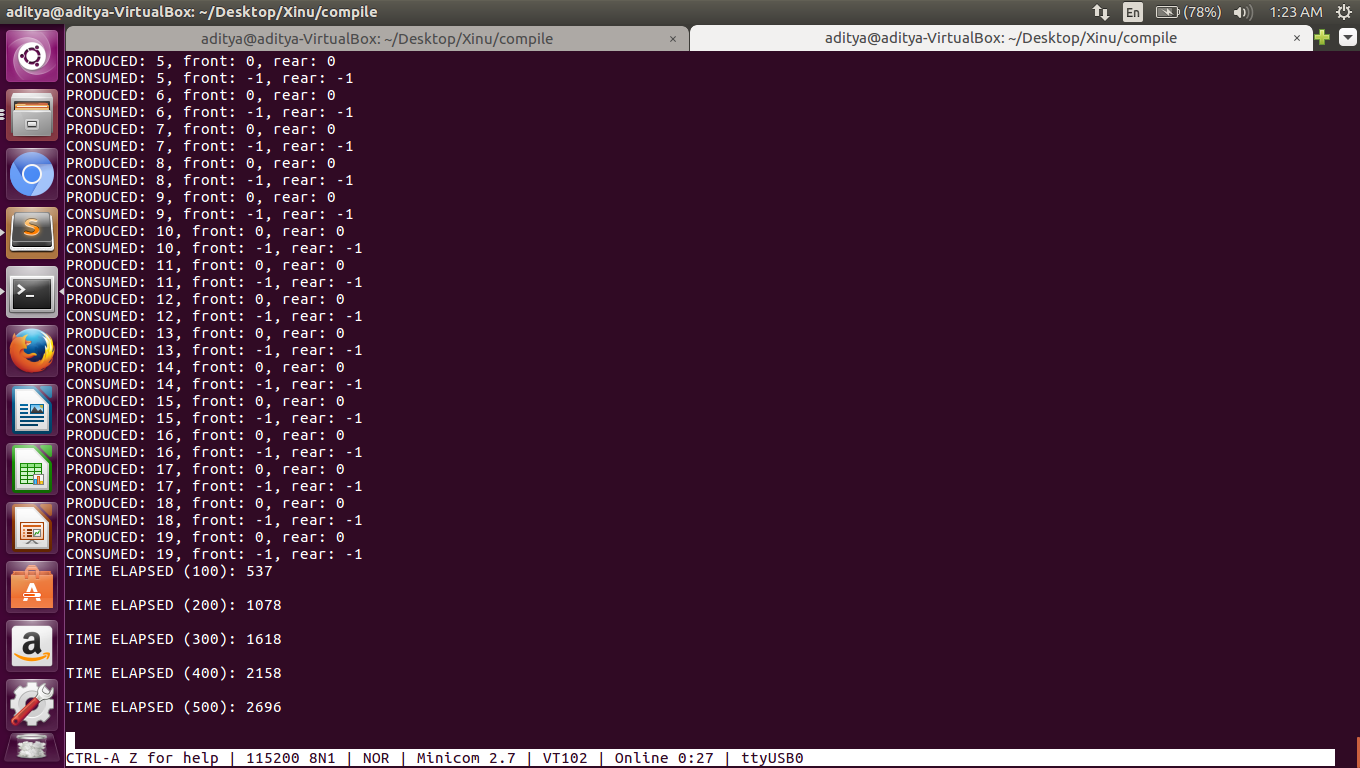 aditya@aditya-VirtualBox: ~/Desktop/Xinu/compile
En (78%) 1:23 AM
aditya@aditya-VirtualBox: ~/Desktop/Xinu/compile × aditya@aditya-VirtualBox: ~/Desktop/Xinu/compile ×
PRODUCED: 5, front: 0, rear: 0
CONSUMED: 5, front: -1, rear: -1
PRODUCED: 6, front: 0, rear: 0
CONSUMED: 6, front: -1, rear: -1
PRODUCED: 7, front: 0, rear: 0
CONSUMED: 7, front: -1, rear: -1
PRODUCED: 8, front: 0, rear: 0
CONSUMED: 8, front: -1, rear: -1
PRODUCED: 9, front: 0, rear: 0
CONSUMED: 9, front: -1, rear: -1
PRODUCED: 10, front: 0, rear: 0
CONSUMED: 10, front: -1, rear: -1
PRODUCED: 11, front: 0, rear: 0
CONSUMED: 11, front: -1, rear: -1
PRODUCED: 12, front: 0, rear: 0
CONSUMED: 12, front: -1, rear: -1
PRODUCED: 13, front: 0, rear: 0
CONSUMED: 13, front: -1, rear: -1
PRODUCED: 14, front: 0, rear: 0
CONSUMED: 14, front: -1, rear: -1
PRODUCED: 15, front: 0, rear: 0
CONSUMED: 15, front: -1, rear: -1
PRODUCED: 16, front: 0, rear: 0
CONSUMED: 16, front: -1, rear: -1
PRODUCED: 17, front: 0, rear: 0
CONSUMED: 17, front: -1, rear: -1
PRODUCED: 18, front: 0, rear: 0
CONSUMED: 18, front: -1, rear: -1
PRODUCED: 19, front: 0, rear: 0
CONSUMED: 19, front: -1, rear: -1
TIME ELAPSED (100): 537
TIME ELAPSED (200): 1078
TIME ELAPSED (300): 1618
TIME ELAPSED (400): 2158
TIME ELAPSED (500): 2696
CTRL-A Z for help | 115200 8N1 | NOR | Minicom 2.7 | VT102 | Online 0:27 | ttyUSB0